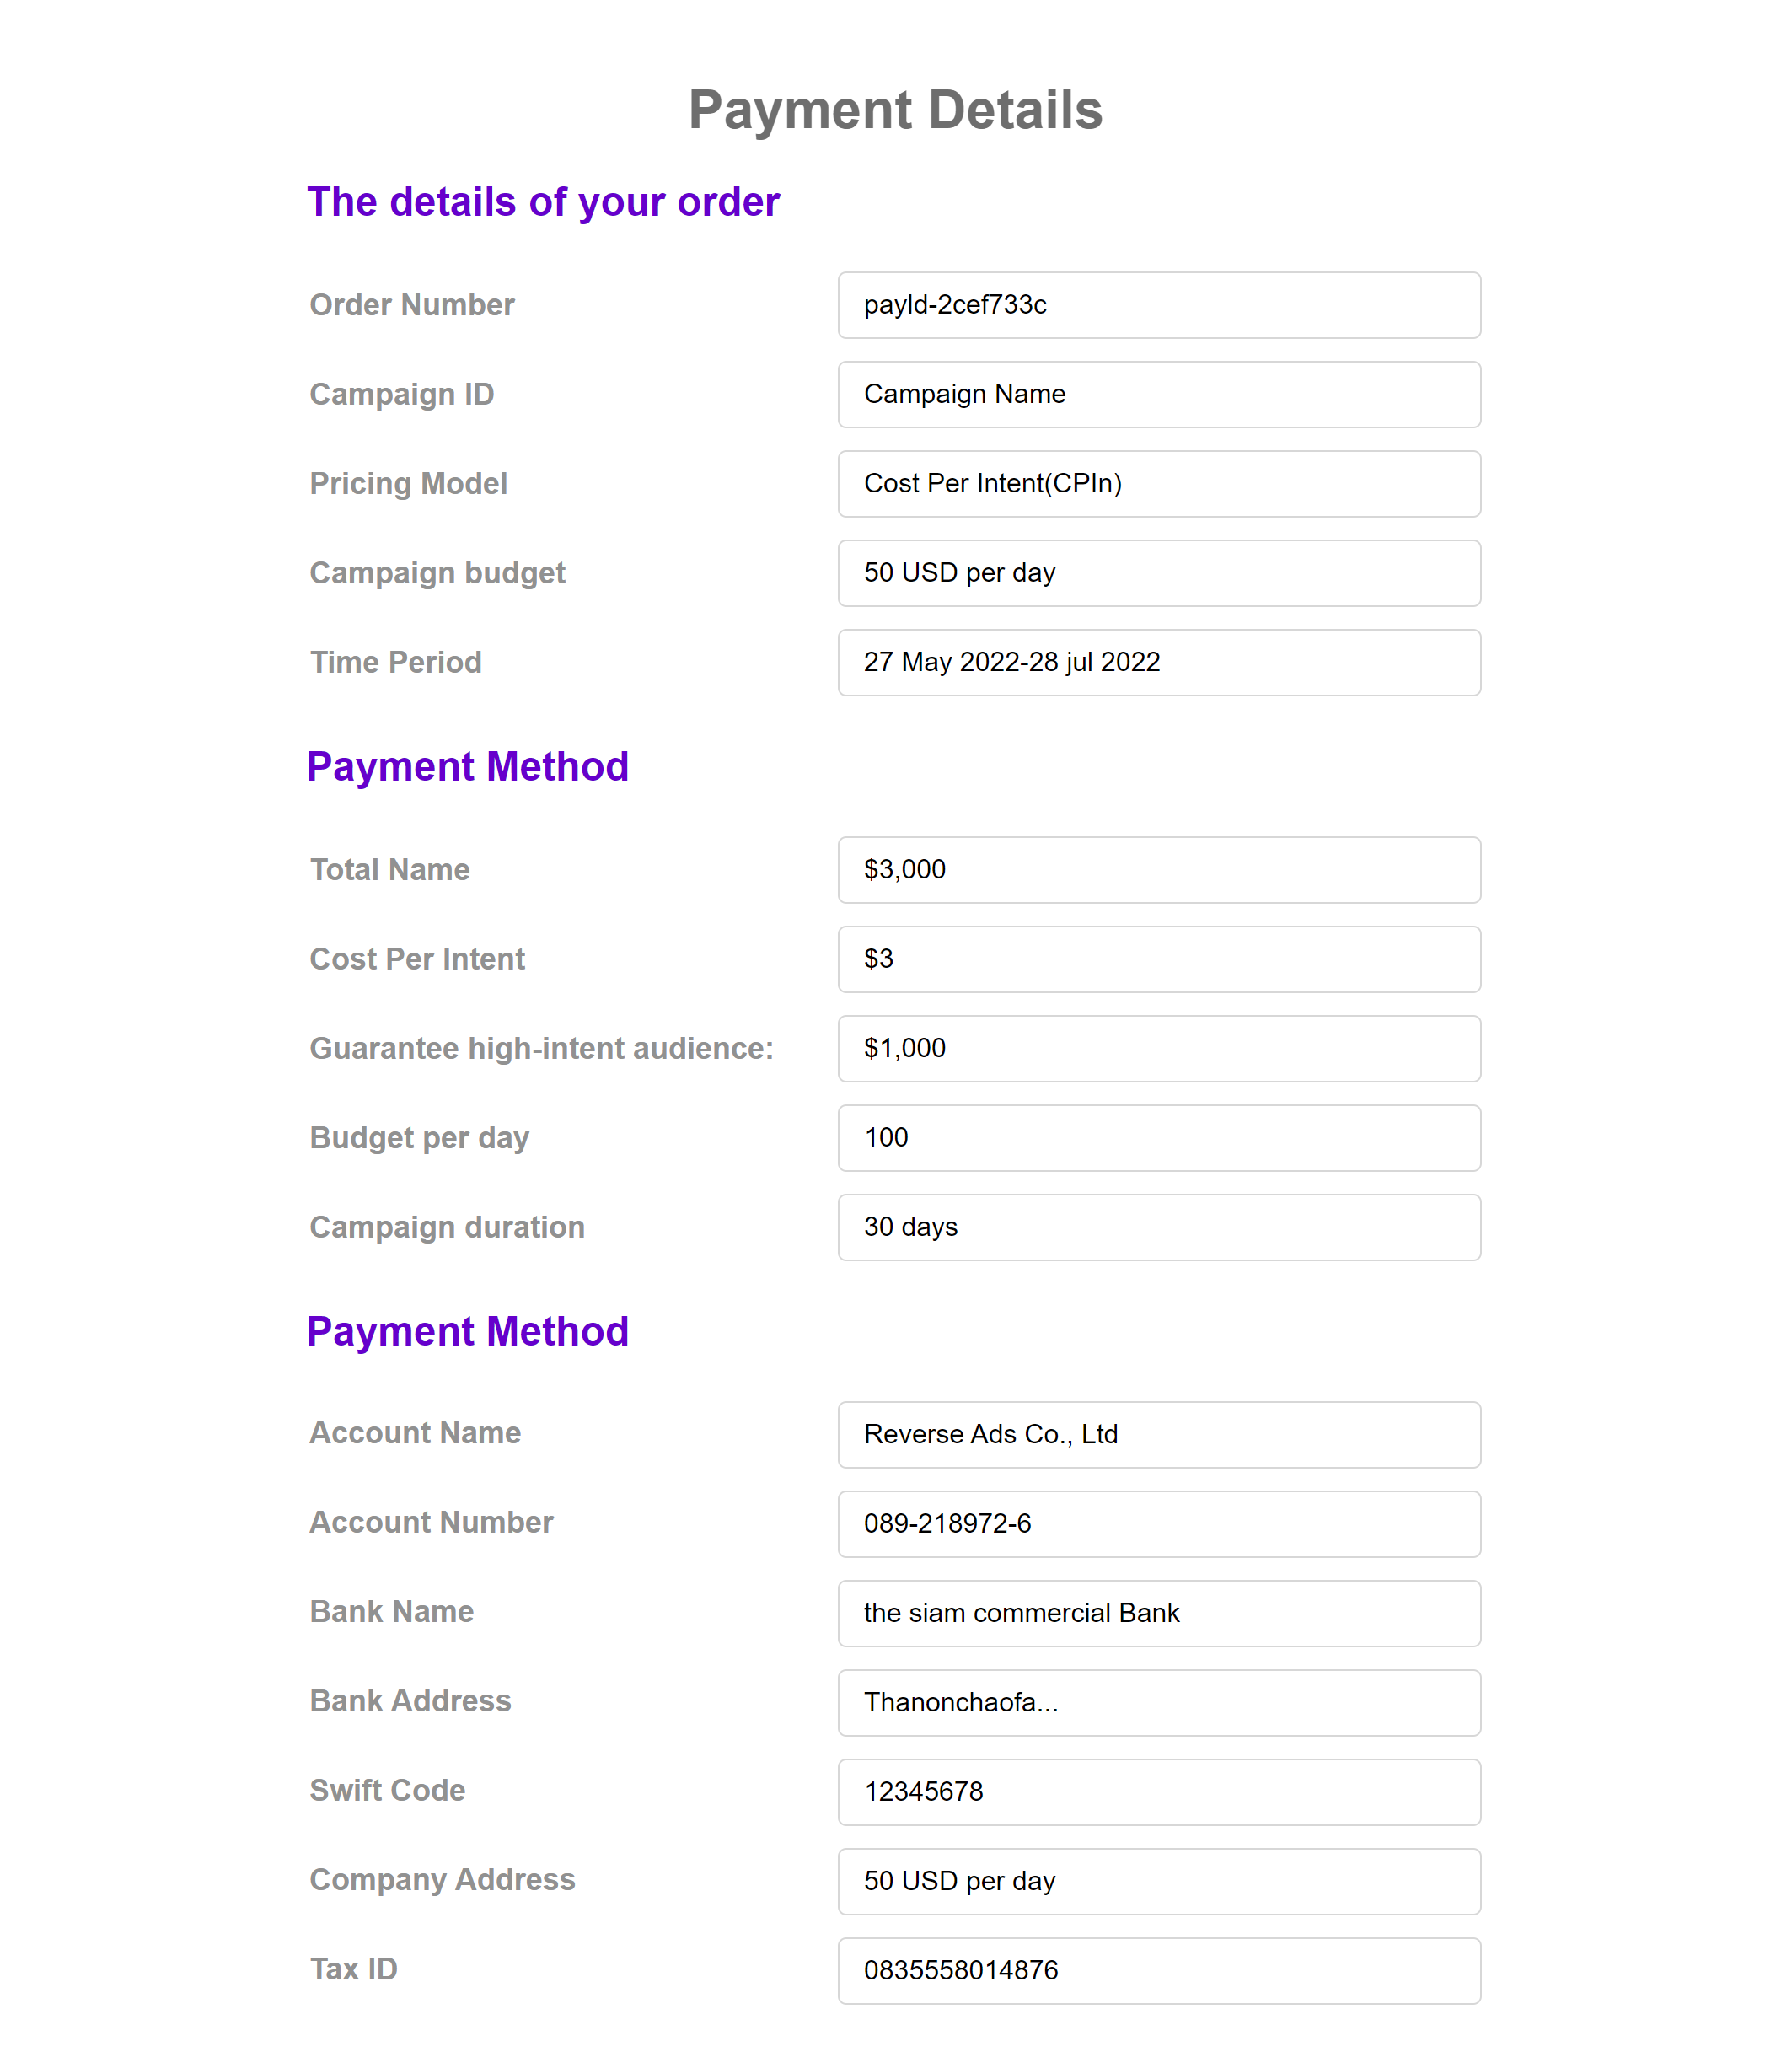 Payment Details
The details of your order
Order Number payId-2cef733c
Campaign ID Campaign Name
Pricing Model Cost Per Intent(CPIn)
Campaign budget 50 USD per day
Time Period 27 May 2022-28 jul 2022
Payment Method
Total Name $3,000
Cost Per Intent $3
Guarantee high-intent audience: $1,000
Budget per day 100
Campaign duration 30 days
Payment Method
Account Name Reverse Ads Co., Ltd
Account Number 089-218972-6
Bank Name the siam commercial Bank
Bank Address Thanonchaofa...
Swift Code 12345678
Company Address 50 USD per day
Tax ID 0835558014876